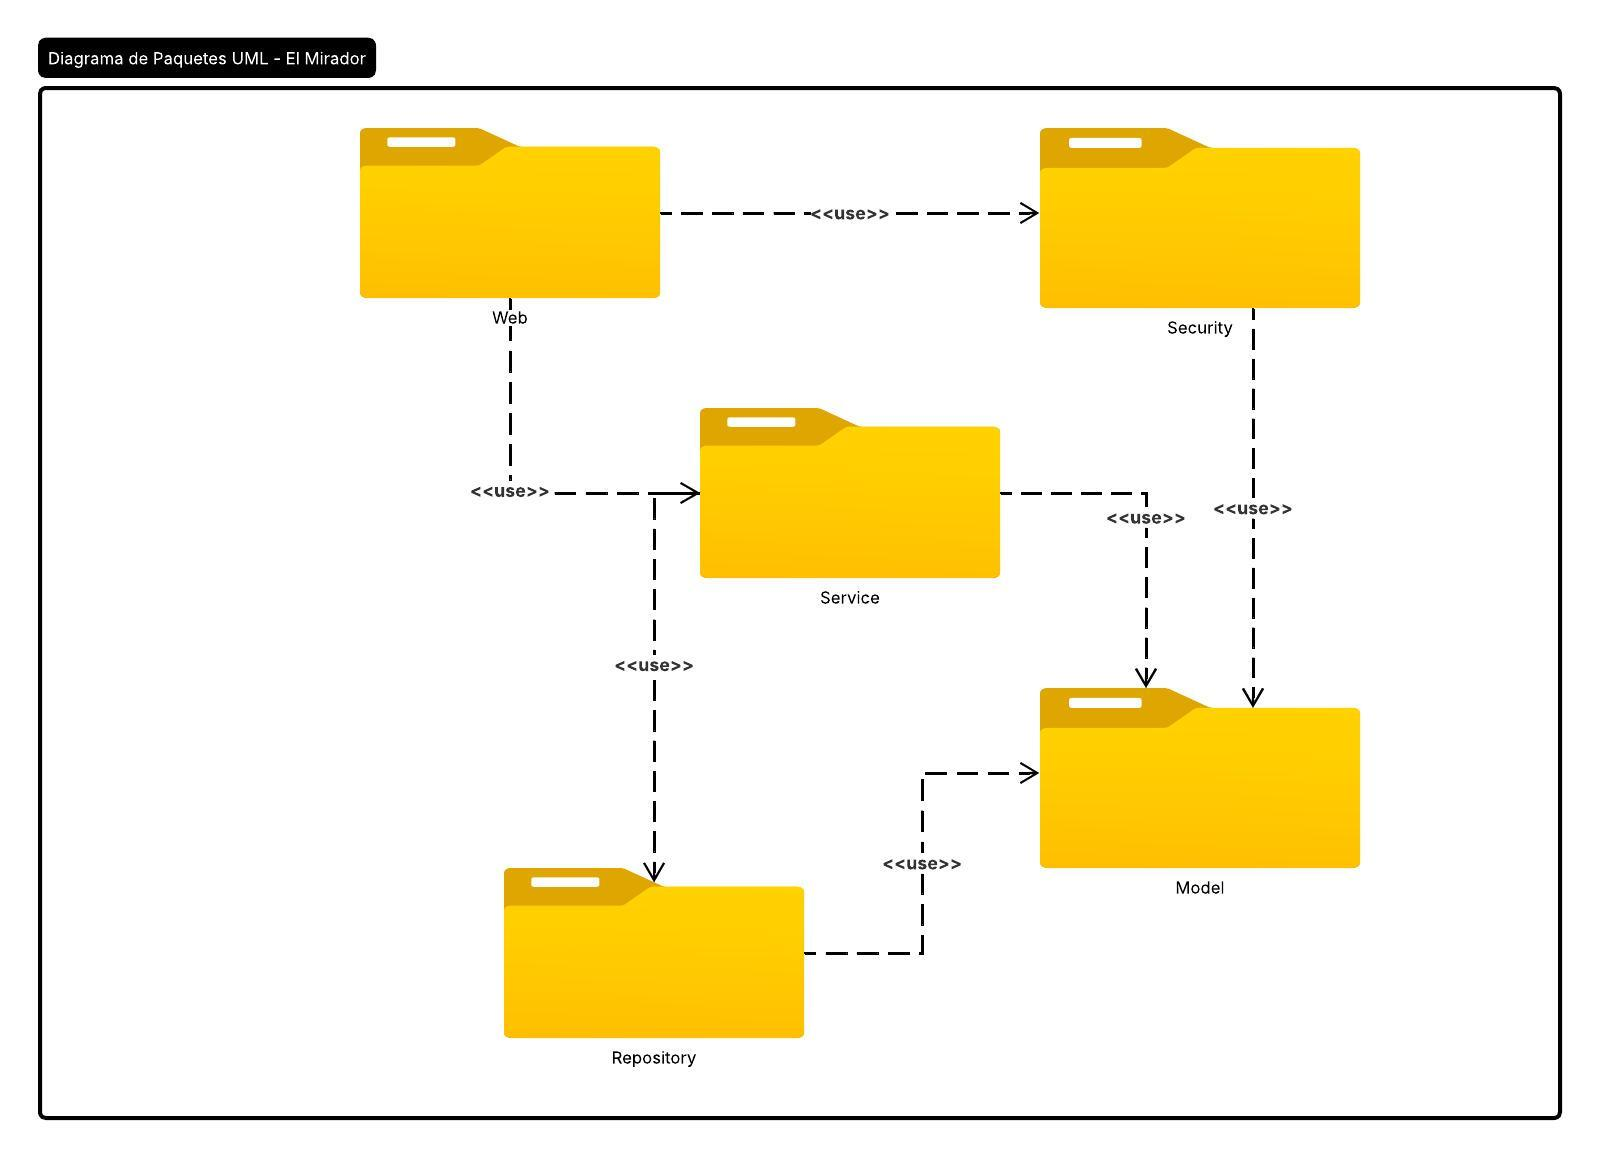 Diagrama de Paquetes UML - El Mirador
<<use>>
Web
Security
<<use>>
<<use>>
<<use>>
Service
<<use>>
<<use>>
Model
Repository